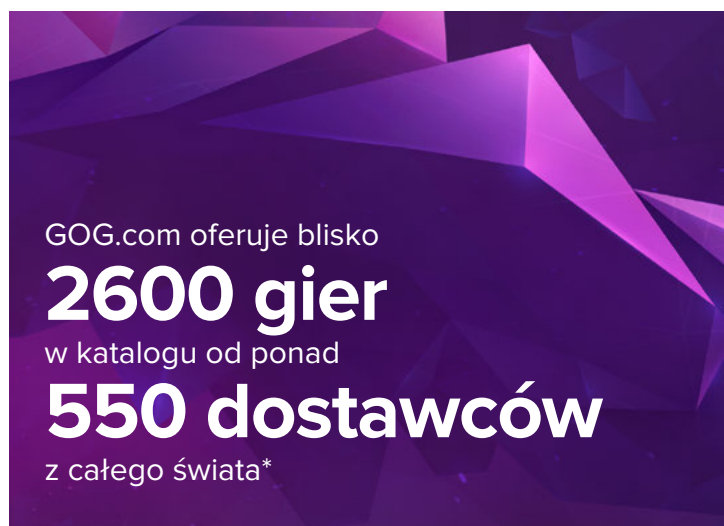 GOG.com oferuje blisko
2600 gier
w katalogu od ponad
550 dostawców
z całego świata*